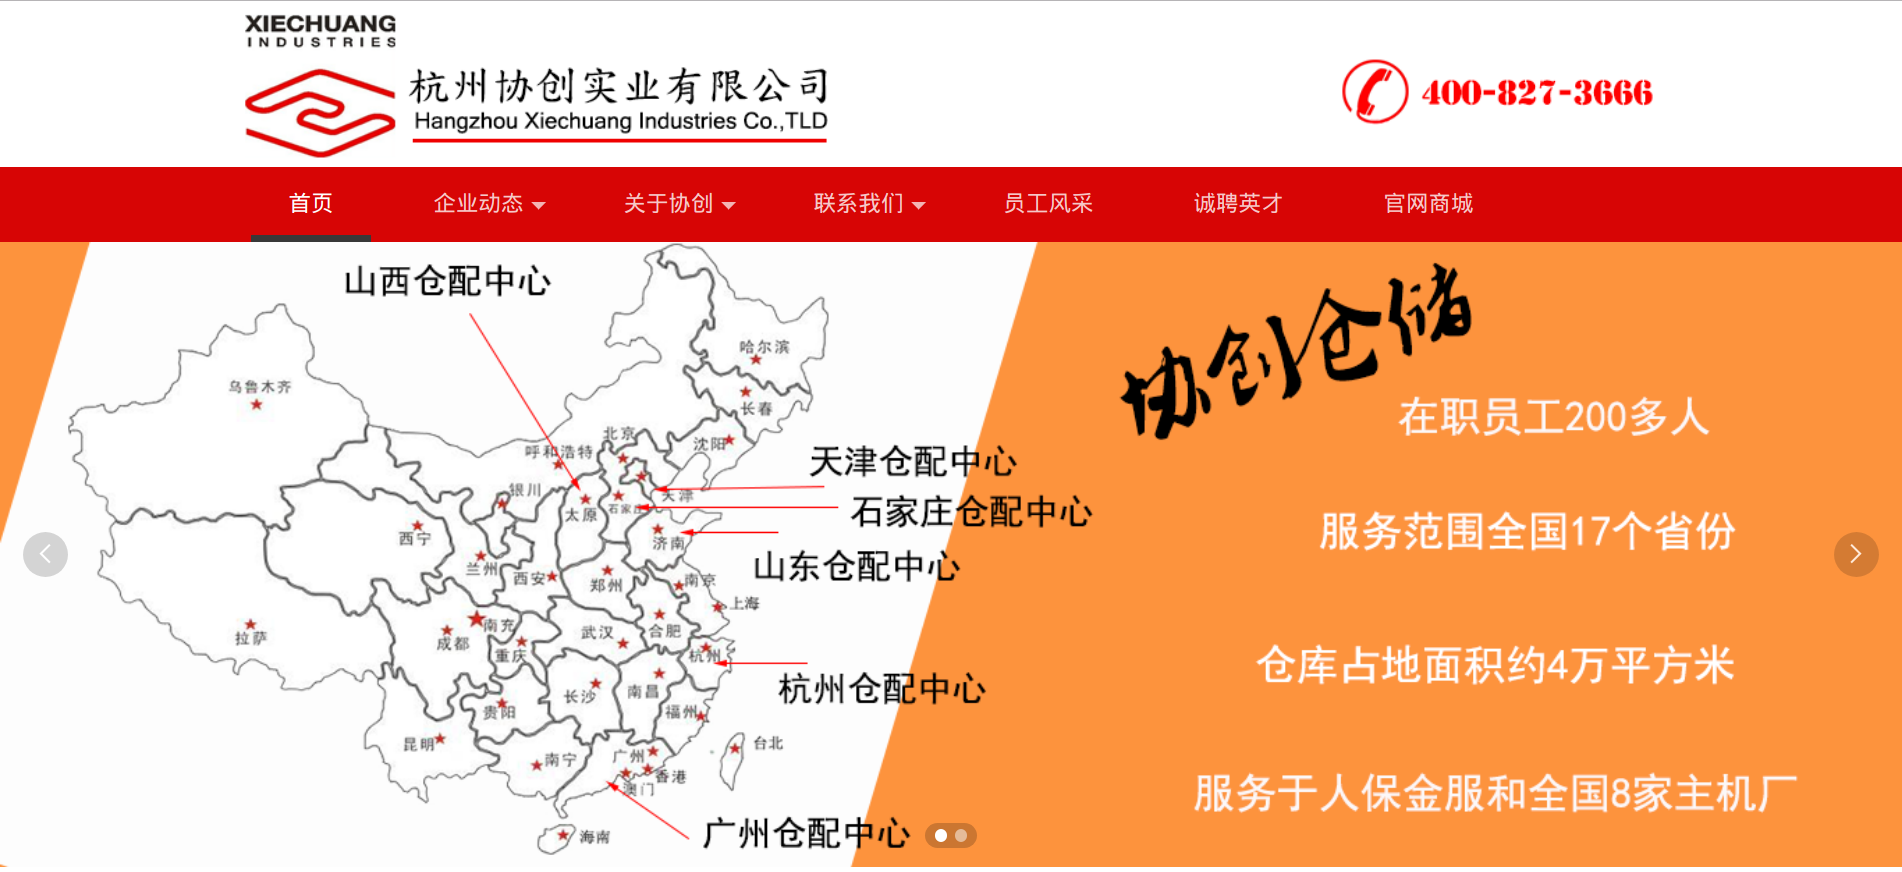 XIECHUANG
INDUSTRIES
杭州协创实业有限公司
Hangzhou Xiechuang Industries Co.,TLD
400-827-3666
首页
企业动态
关于协创
联系我们
员工风采
诚聘英才
官网商城
山西仓配中心
哈尔滨
乌鲁木齐
长春
北京
沈阳
呼和浩特
天津仓配中心
银川
天津
石家庄
太原
石家庄仓配中心
西宁
济南
兰州
西安
郑州
南京
山东仓配中心
上海
拉萨
成都
南充
重庆
武汉
合肥
杭州
长沙
南昌
杭州仓配中心
贵阳
福州
昆明
南宁
广州
台北
香港
澳门
广州仓配中心
海南
协创仓储
在职员工200多人
服务范围全国17个省份
仓库占地面积约4万平方米
服务于人保金服和全国8家主机厂